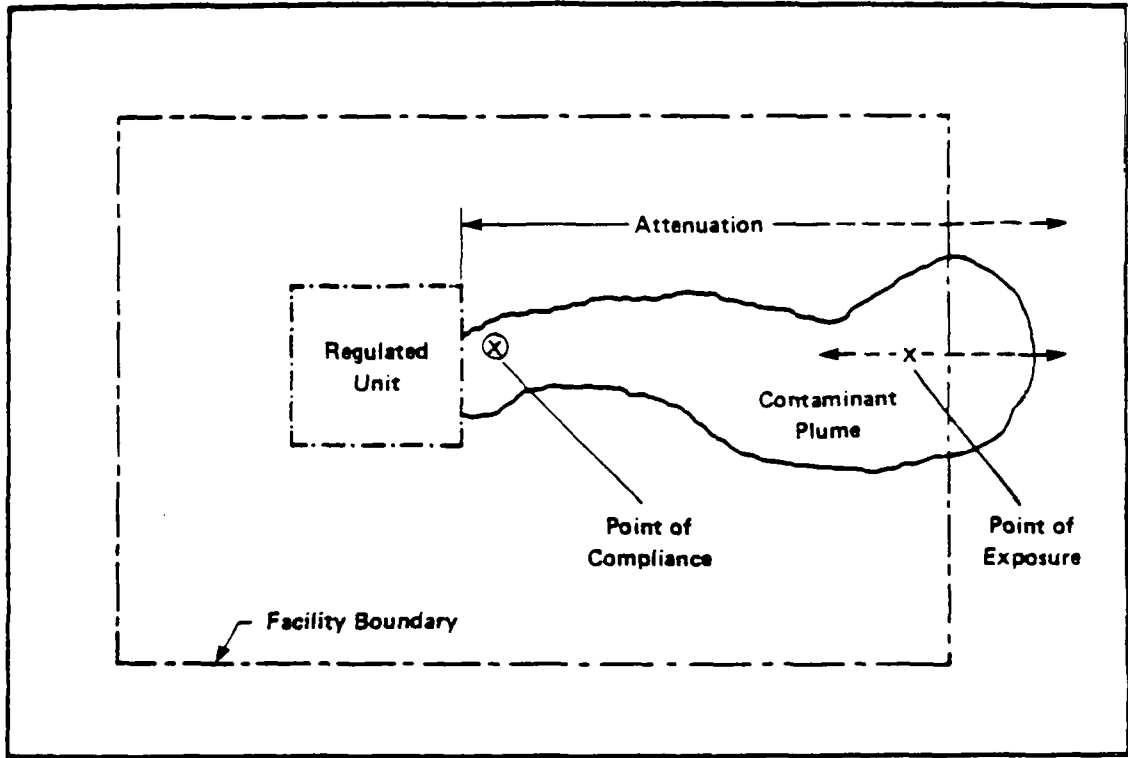 Attenuation
Regulated
Unit
Contaminant
Plume
Point of
Compliance
Point of
Exposure
Facility Boundary